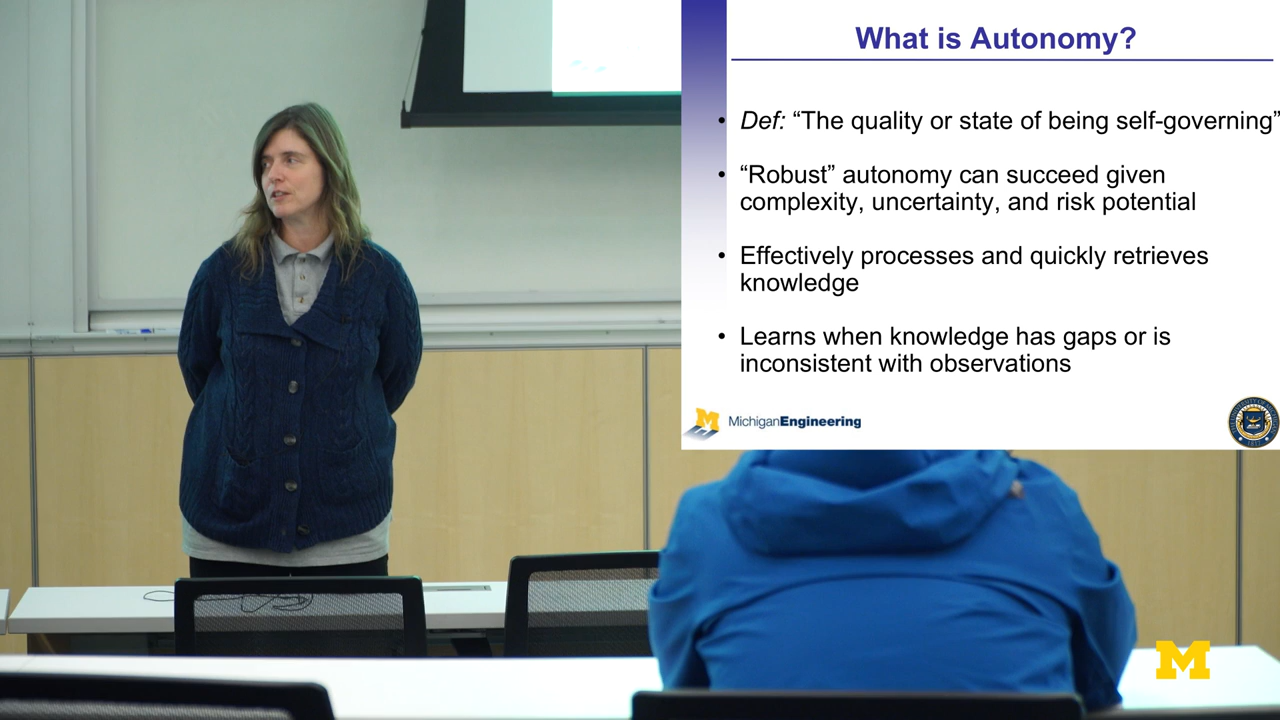 What is Autonomy?
• Def: “The quality or state of being self-governing”
• “Robust” autonomy can succeed given
complexity, uncertainty, and risk potential
• Effectively processes and quickly retrieves
knowledge
• Learns when knowledge has gaps or is
inconsistent with observations
M
MichiganEngineering
1817
M